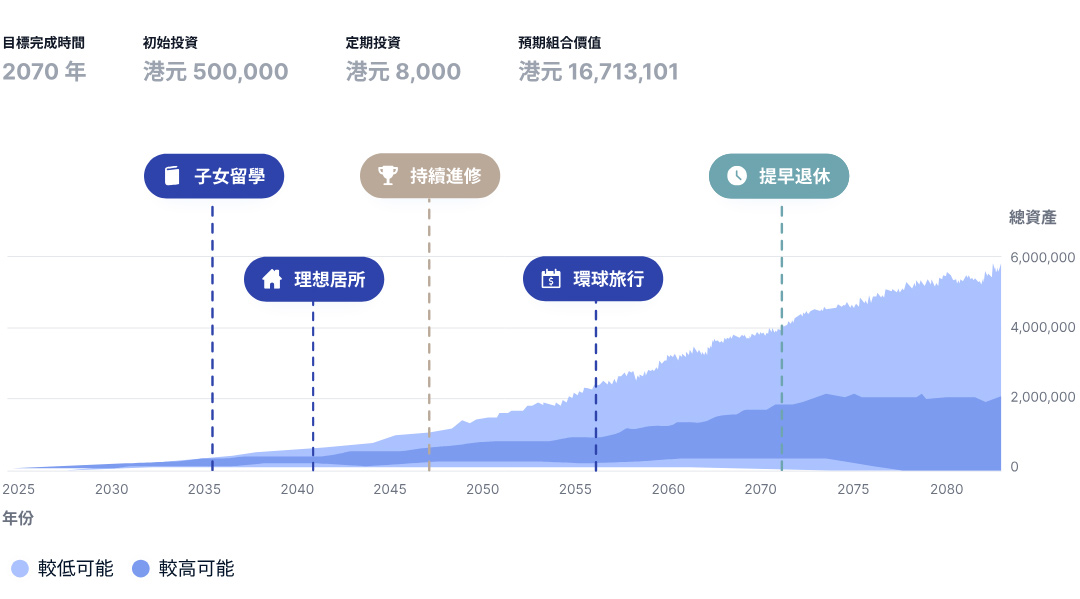 目標完成時間 初始投資 定期投資 預期組合價值
2070 年 港元 500,000 港元 8,000 港元 16,713,101
子女留學 持續進修 提早退休
總資產
理想居所 環球旅行
6,000,000
4,000,000
2,000,000
0
2025 2030 2035 2040 2045 2050 2055 2060 2070 2075 2080
年份
較低可能 較高可能